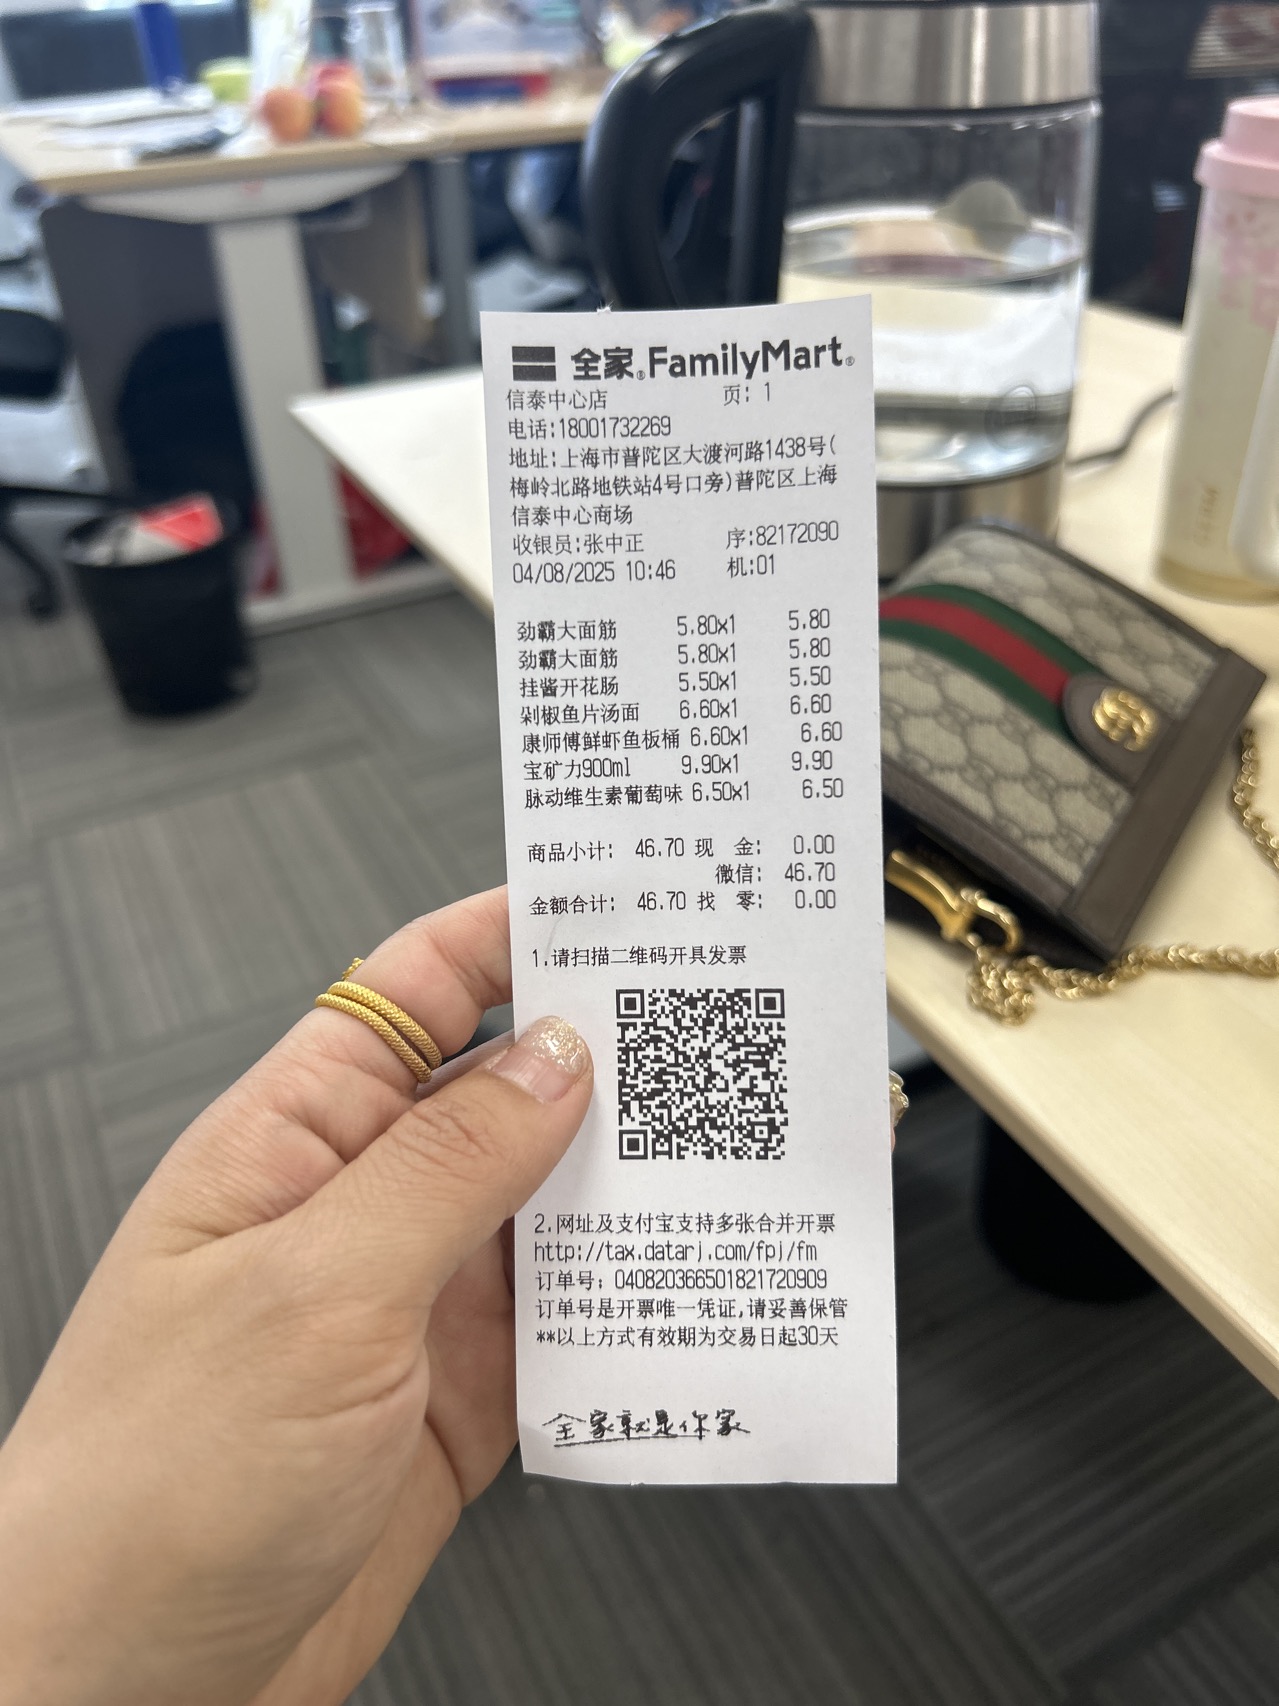 全家® FamilyMart®
信泰中心店 页: 1
电话:18001732269
地址:上海市普陀区大渡河路1438号(
梅岭北路地铁站4号口旁)普陀区上海
信泰中心商场
收银员:张中正 序:82172090
04/08/2025 10:46 机:01
劲霸大面筋 5.80x1 5.80
劲霸大面筋 5.80x1 5.80
挂酱开花肠 5.50x1 5.50
剁椒鱼片汤面 6.60x1 6.60
康师傅鲜虾鱼板桶 6.60x1 6.60
宝矿力900ml 9.90x1 9.90
脉动维生素葡萄味 6.50x1 6.50
商品小计: 46.70 现 金: 0.00
微信: 46.70
金额合计: 46.70 找 零: 0.00
1.请扫描二维码开具发票
2.网址及支付宝支持多张合并开票
http://tax.datarj.com/fpj/fm
订单号: 040820366501821720909
订单号是开票唯一凭证,请妥善保管
**以上方式有效期为交易日起30天
全家就是你家